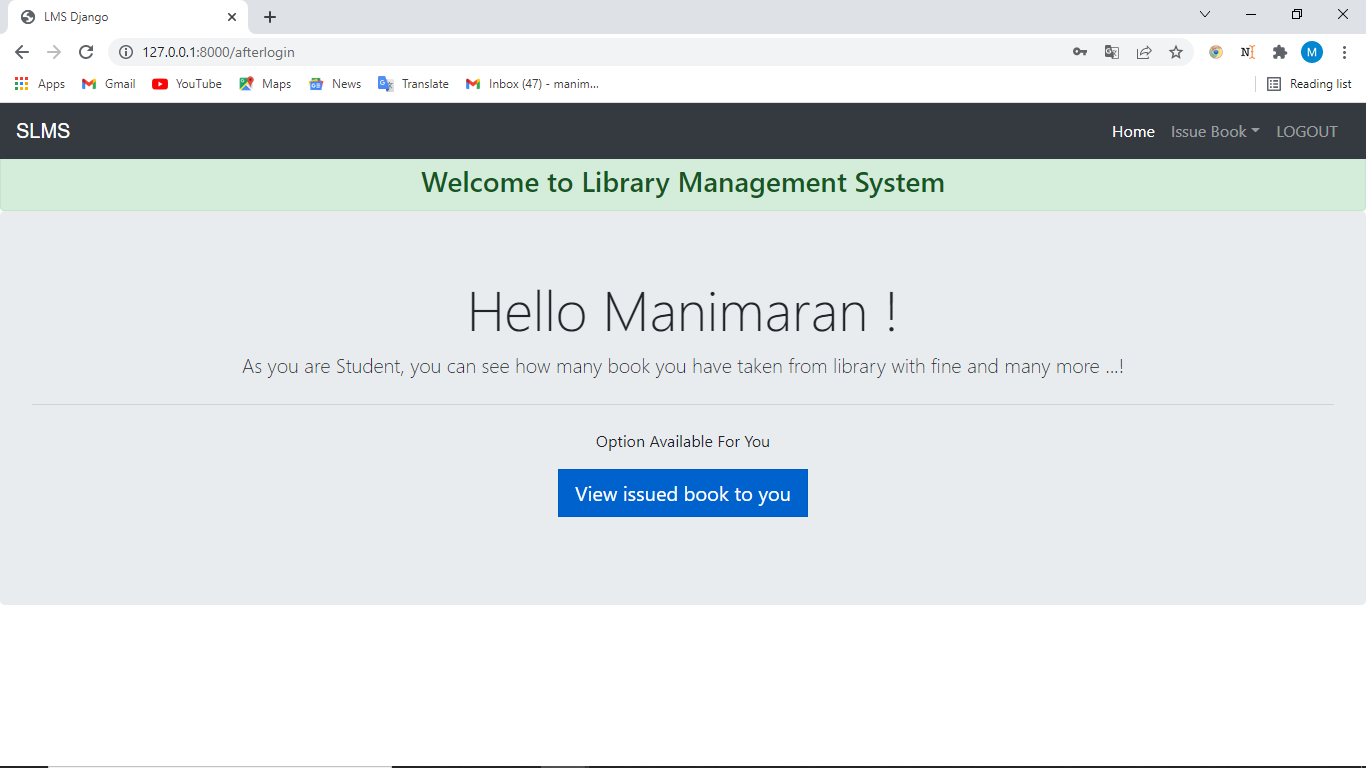 LMS Django
127.0.0.1:8000/afterlogin
M
Apps Gmail YouTube Maps News Translate Inbox (47) - manim... Reading list
SLMS Home Issue Book LOGOUT
Welcome to Library Management System
Hello Manimaran !
As you are Student, you can see how many book you have taken from library with fine and many more ...!
Option Available For You
View issued book to you